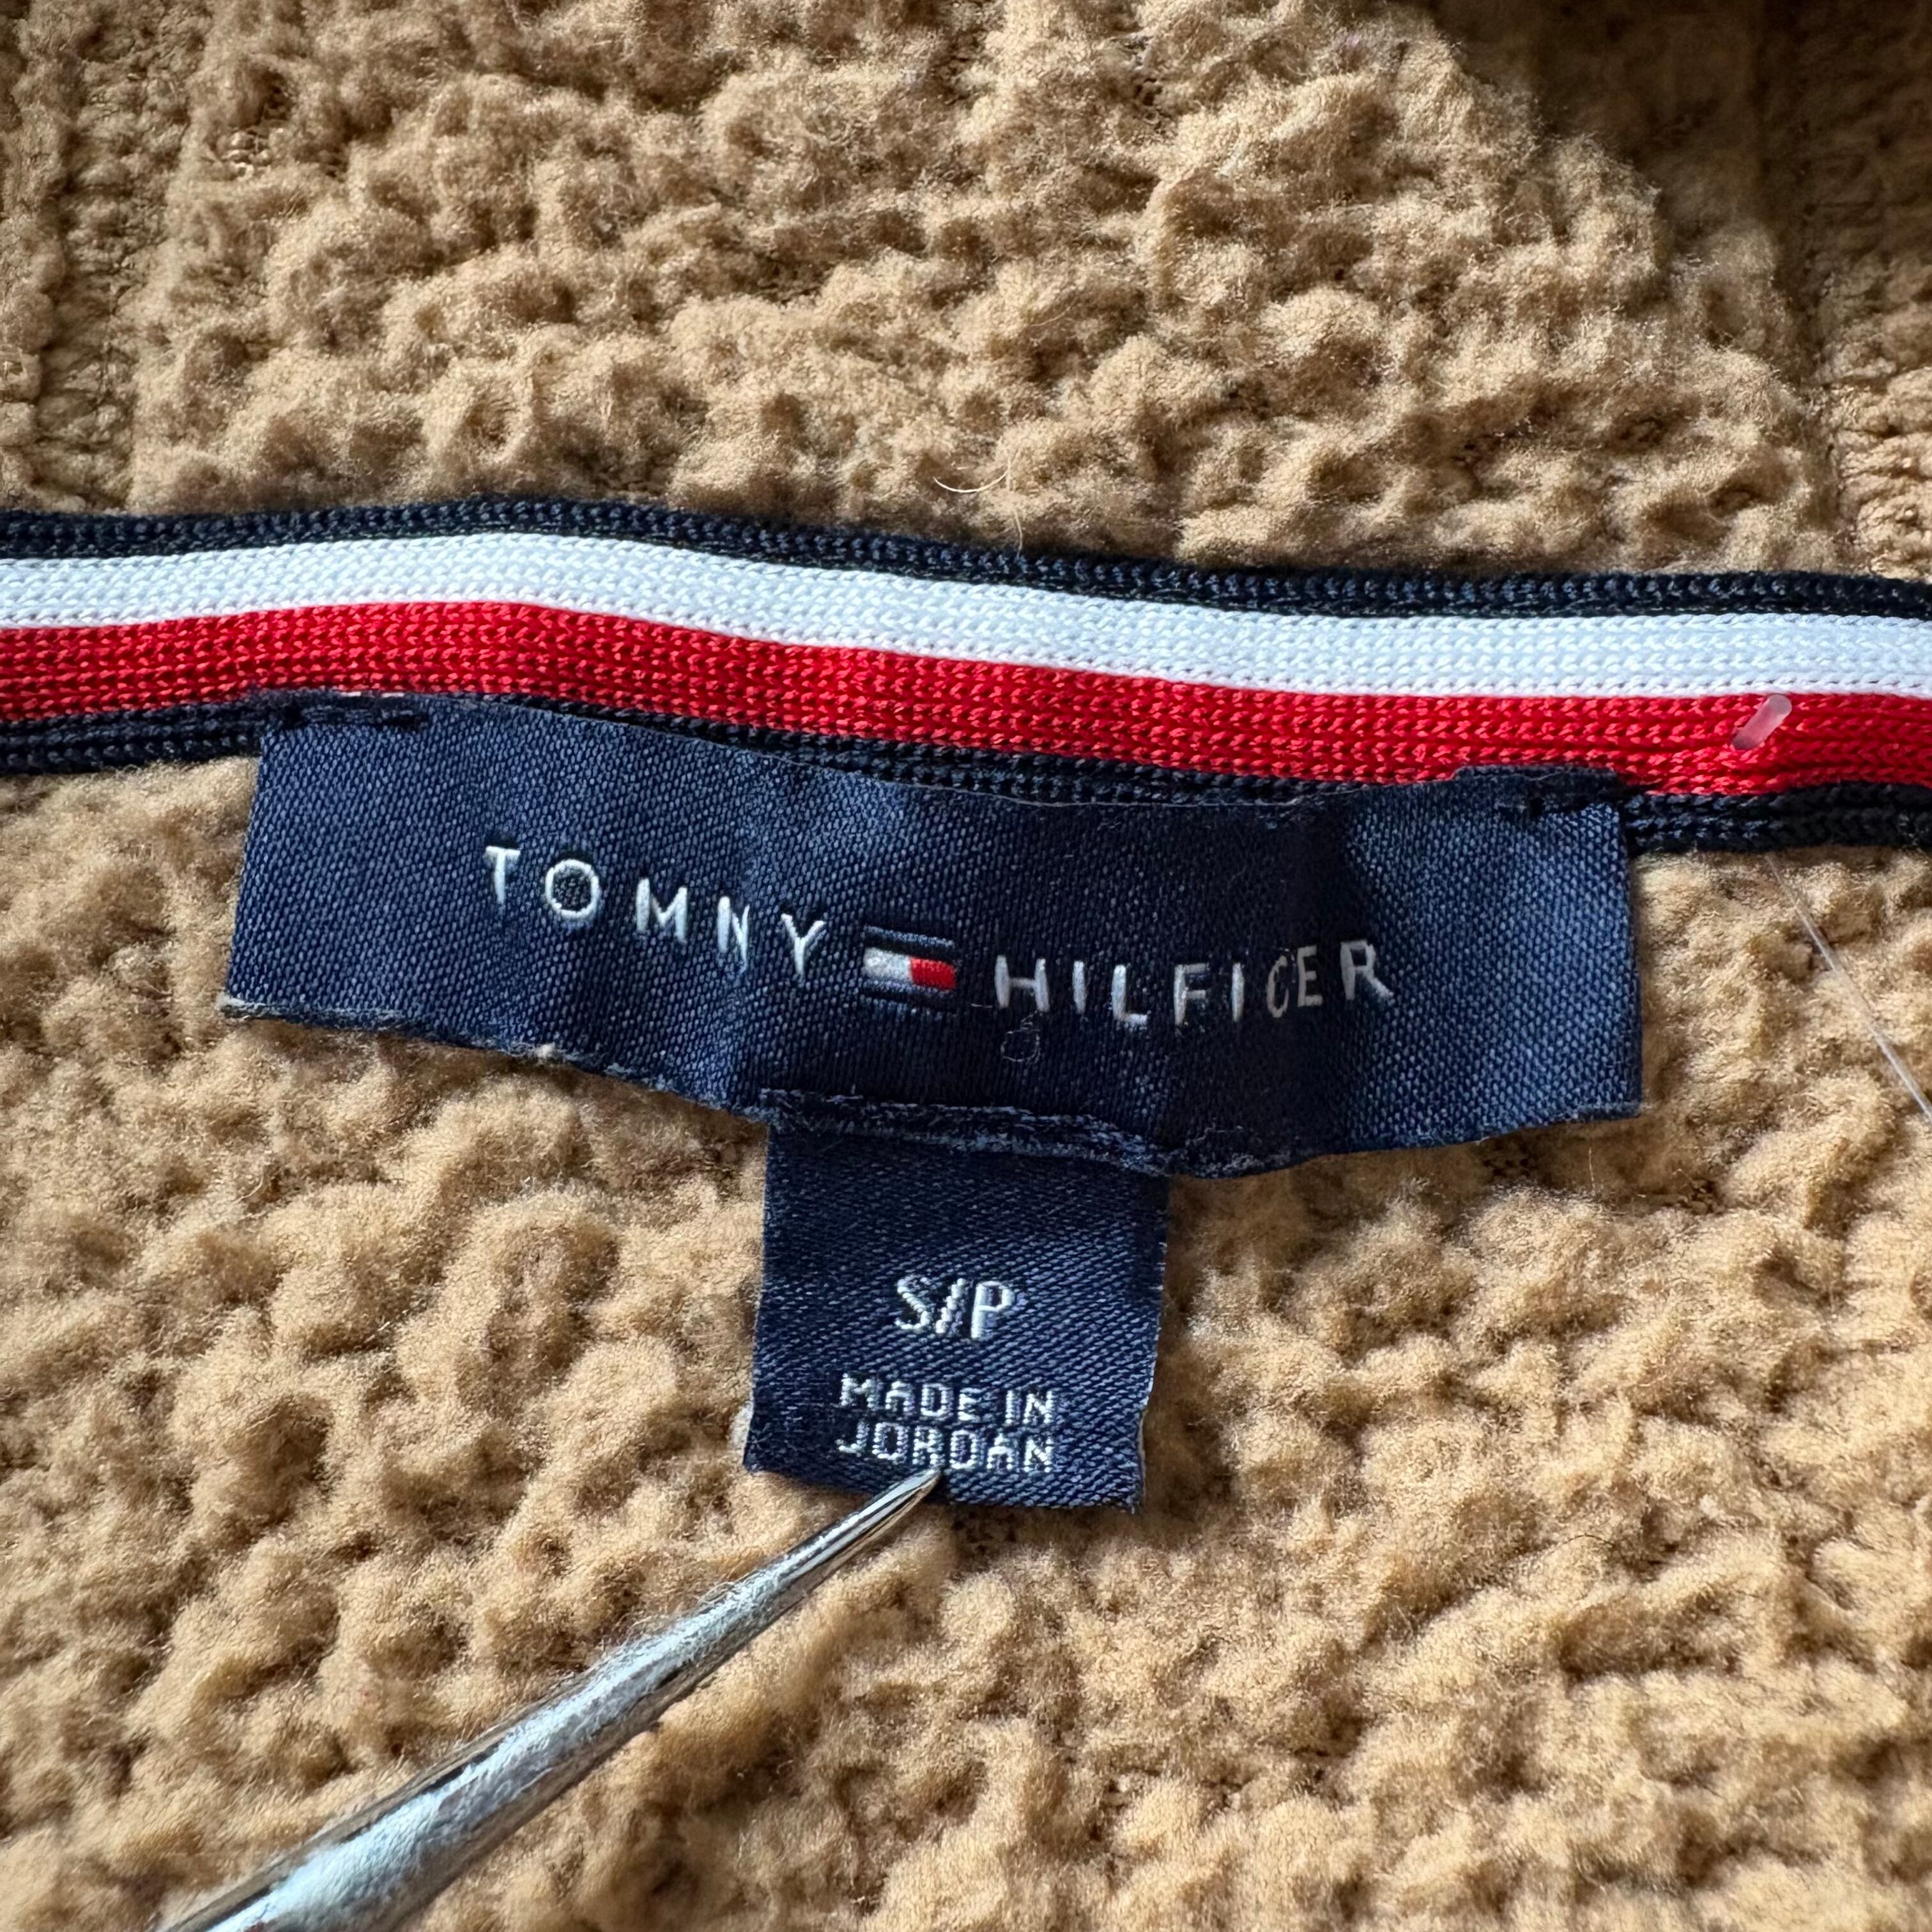 TOMMY HILFIGER
S/P
MADE IN
JORDAN